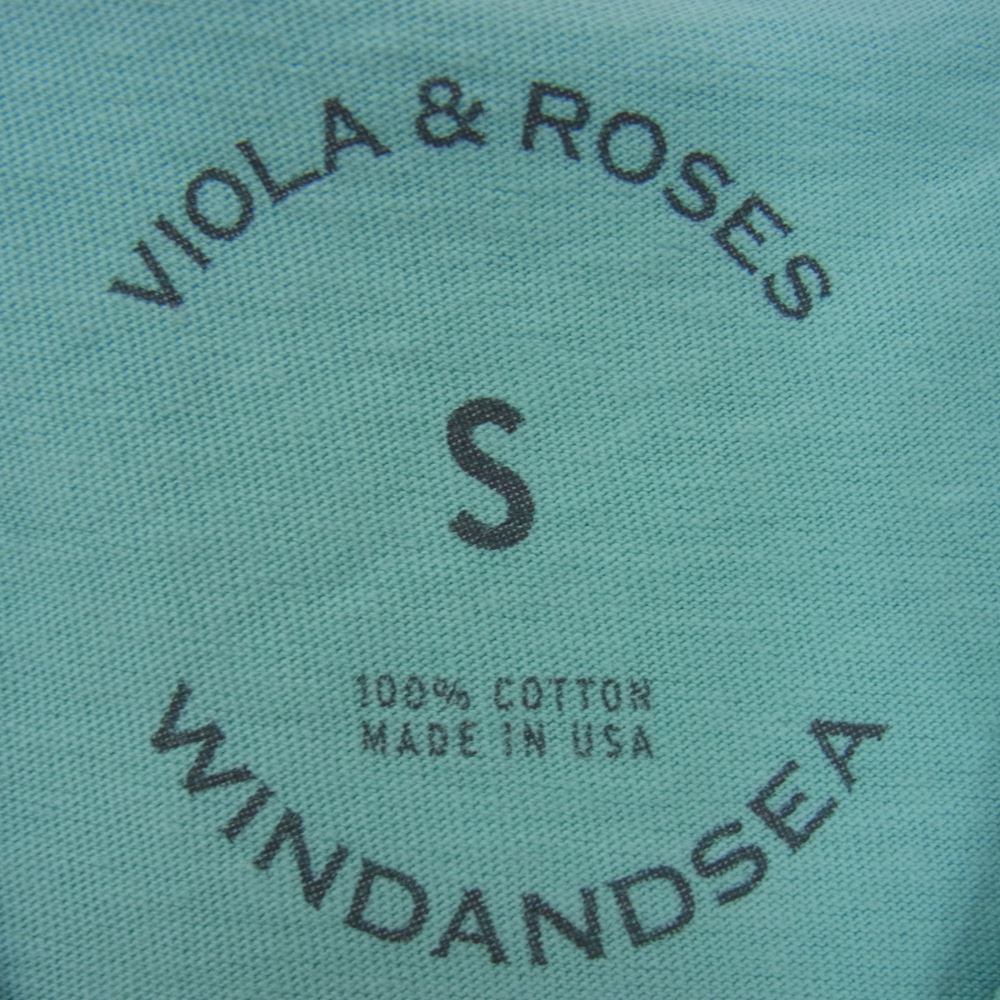 VIOLA & ROSES
S
100% COTTON
MADE IN USA
WINDANDSEA